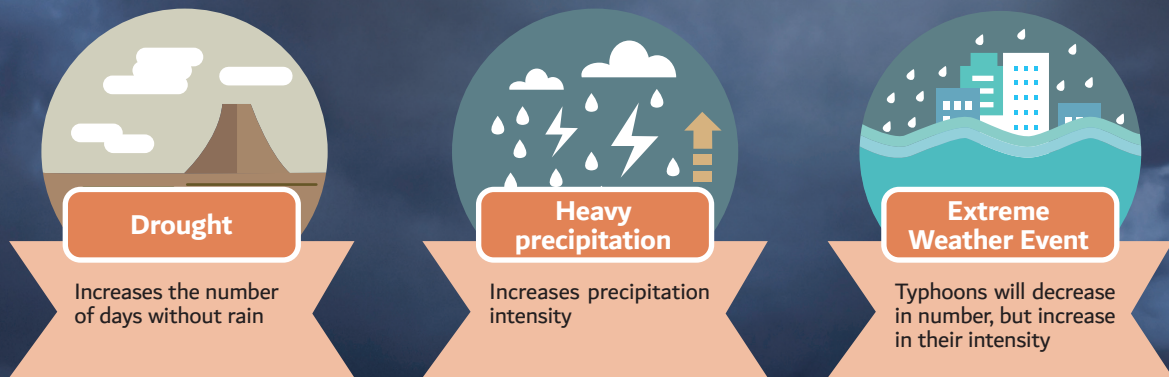 Drought
Increases the number
of days without rain
Heavy
precipitation
Increases precipitation
intensity
Extreme
Weather Event
Typhoons will decrease
in number, but increase
in their intensity